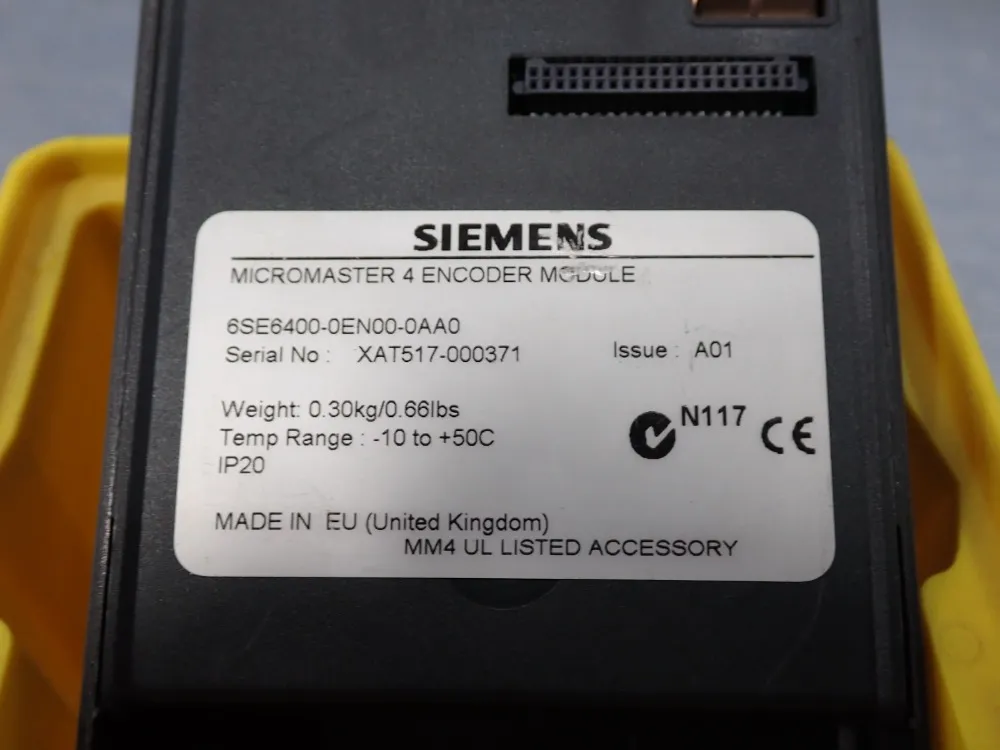 SIEMENS
MICROMASTER 4 ENCODER MODULE
6SE6400-0EN00-0AA0
Serial No : XAT517-000371 Issue : A01
Weight: 0.30kg/0.66lbs
N117
CE
Temp Range : -10 to +50C
IP20
MADE IN EU (United Kingdom)
MM4 UL LISTED ACCESSORY